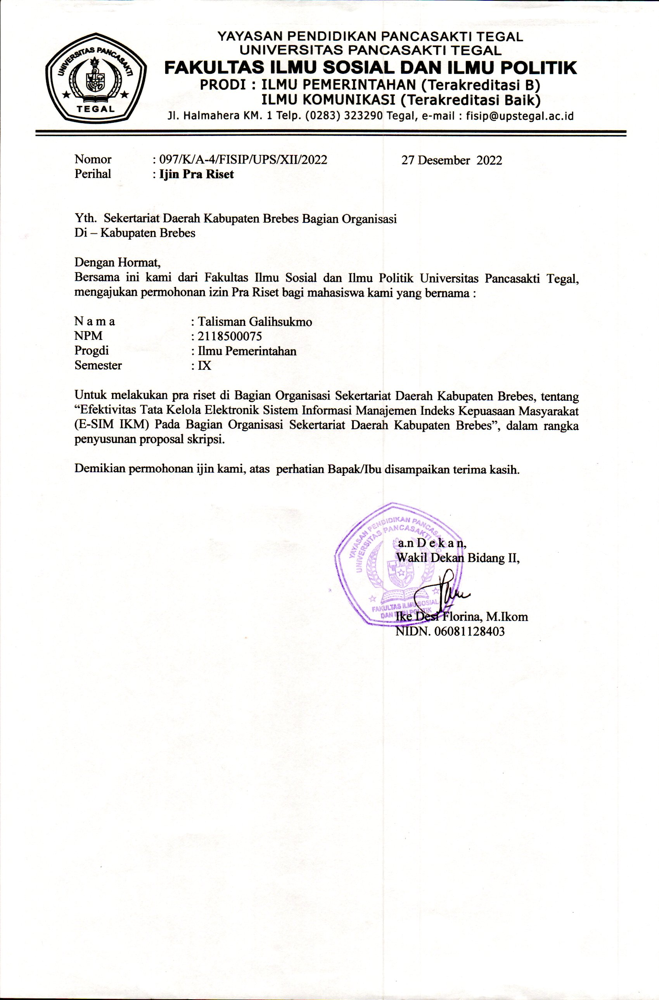 UNIVERSITAS PANCASAKTI
TEGAL
YAYASAN PENDIDIKAN PANCASAKTI TEGAL
UNIVERSITAS PANCASAKTI TEGAL
FAKULTAS ILMU SOSIAL DAN ILMU POLITIK
PRODI : ILMU PEMERINTAHAN (Terakreditasi B)
ILMU KOMUNIKASI (Terakreditasi Baik)
Jl. Halmahera KM. 1 Telp. (0283) 323290 Tegal, e-mail : fisip@upstegal.ac.id
Nomor : 097/K/A-4/FISIP/UPS/XII/2022 27 Desember 2022
Perihal : Ijin Pra Riset
Yth. Sekertariat Daerah Kabupaten Brebes Bagian Organisasi
Di – Kabupaten Brebes
Dengan Hormat,
Bersama ini kami dari Fakultas Ilmu Sosial dan Ilmu Politik Universitas Pancasakti Tegal,
mengajukan permohonan izin Pra Riset bagi mahasiswa kami yang bernama :
N a m a : Talisman Galihsukmo
NPM : 2118500075
Progdi : Ilmu Pemerintahan
Semester : IX
Untuk melakukan pra riset di Bagian Organisasi Sekertariat Daerah Kabupaten Brebes, tentang
“Efektivitas Tata Kelola Elektronik Sistem Informasi Manajemen Indeks Kepuasaan Masyarakat
(E-SIM IKM) Pada Bagian Organisasi Sekertariat Daerah Kabupaten Brebes”, dalam rangka
penyusunan proposal skripsi.
Demikian permohonan ijin kami, atas perhatian Bapak/Ibu disampaikan terima kasih.
YAYASAN PENDIDIKAN PANCASAKTI
UNIVERSITAS PANCASAKTI TEGAL
FAKULTAS ILMU SOSIAL
DAN ILMU POLITIK
a.n D e k a n,
Wakil Dekan Bidang II,
Ike Desi Florina, M.Ikom
NIDN. 06081128403